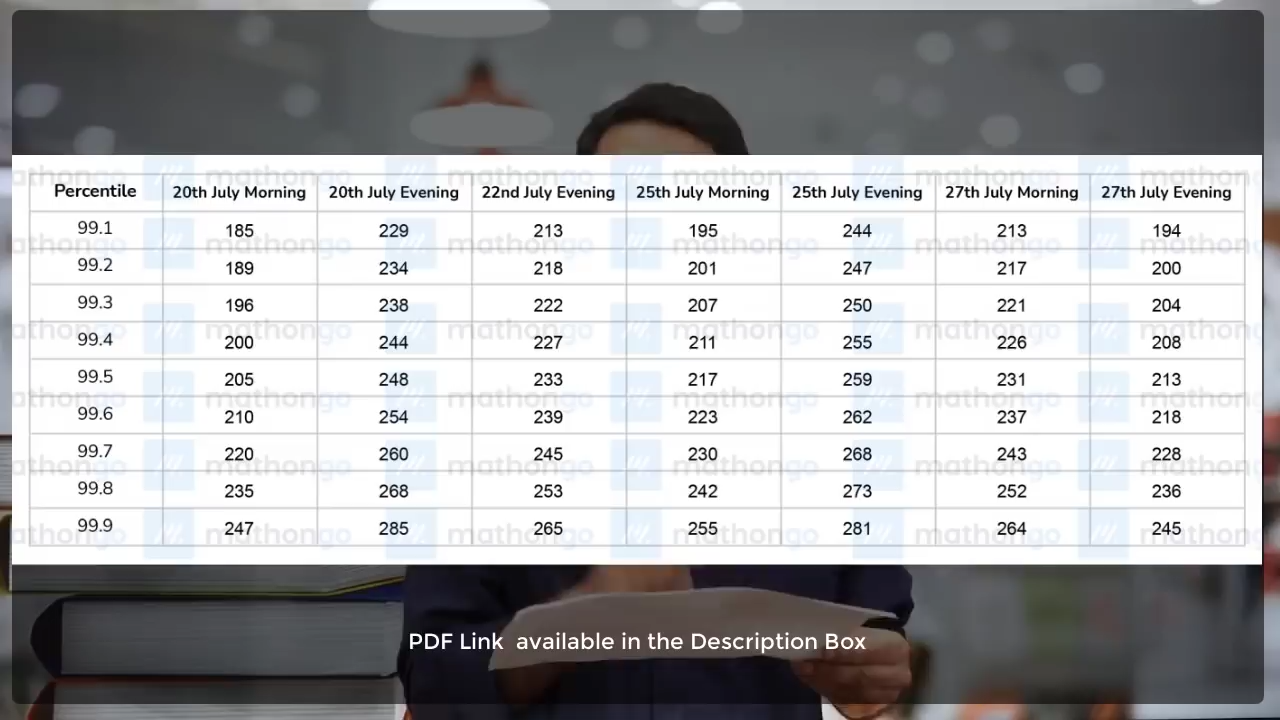 Percentile 20th July Morning 20th July Evening 22nd July Evening 25th July Morning 25th July Evening 27th July Morning 27th July Evening
99.1 185 229 213 195 244 213 194
99.2 189 234 218 201 247 217 200
99.3 196 238 222 207 250 221 204
99.4 200 244 227 211 255 226 208
99.5 205 248 233 217 259 231 213
99.6 210 254 239 223 262 237 218
99.7 220 260 245 230 268 243 228
99.8 235 268 253 242 273 252 236
99.9 247 285 265 255 281 264 245
mathongo
PDF Link available in the Description Box